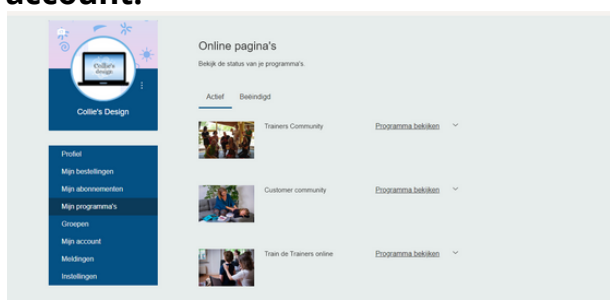 account.
Online pagina's
Bekijk de status van je programma's.
Collie's
design
Actief Beëindigd
Collie's Design
Trainers Community Programma bekijken
Profiel
Mijn bestellingen
Mijn abonnementen
Customer community Programma bekijken
Mijn programma's
Groepen
Mijn account
Train de Trainers online Programma bekijken
Meldingen
Instellingen